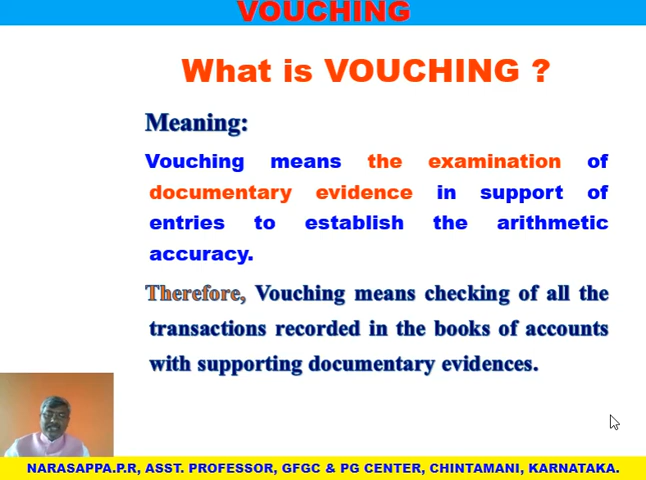 VOUCHING
What is VOUCHING ?
Meaning:
Vouching means the examination of
documentary evidence in support of
entries to establish the arithmetic
accuracy.
Therefore, Vouching means checking of all the
transactions recorded in the books of accounts
with supporting documentary evidences.
NARASAPPA.P.R, ASST. PROFESSOR, GFGC & PG CENTER, CHINTAMANI, KARNATAKA.